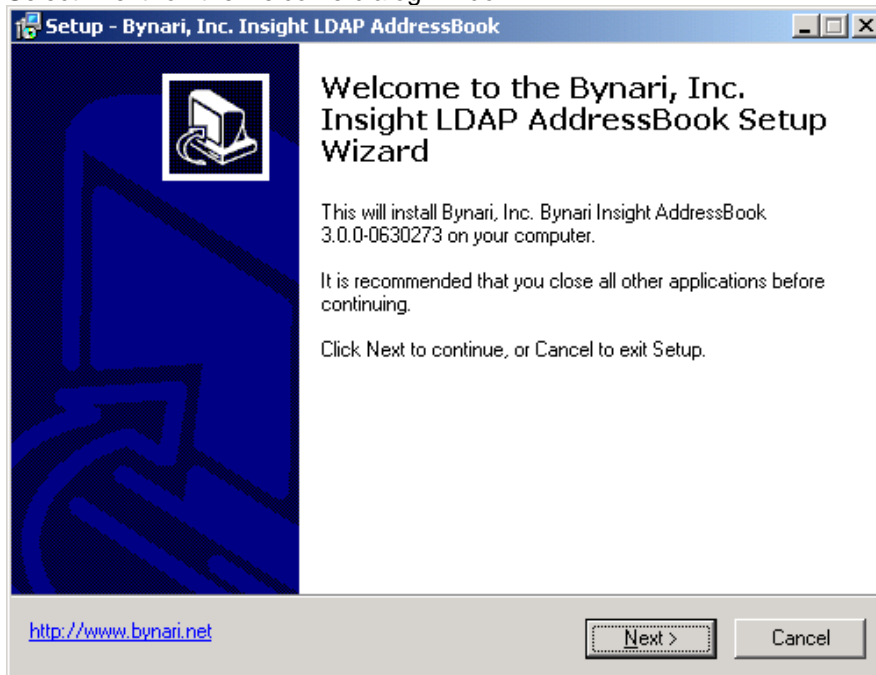 Setup - Bynari, Inc. Insight LDAP AddressBook
Welcome to the Bynari, Inc.
Insight LDAP AddressBook Setup
Wizard
This will install Bynari, Inc. Bynari Insight AddressBook
3.0.0-0630273 on your computer.
It is recommended that you close all other applications before
continuing.
Click Next to continue, or Cancel to exit Setup.
http://www.bynari.net
Next >
Cancel